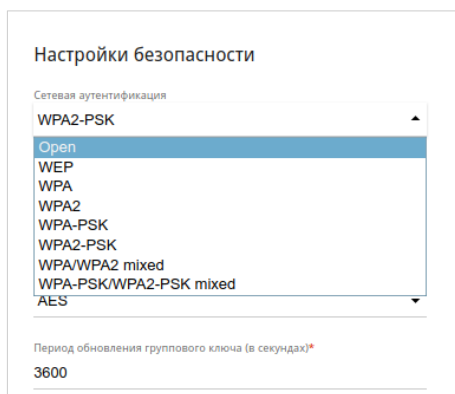 Настройки безопасности
Сетевая аутентификация
WPA2-PSK
Open
WEP
WPA
WPA2
WPA-PSK
WPA2-PSK
WPA/WPA2 mixed
WPA-PSK/WPA2-PSK mixed
AES
Период обновления группового ключа (в секундах)*
3600